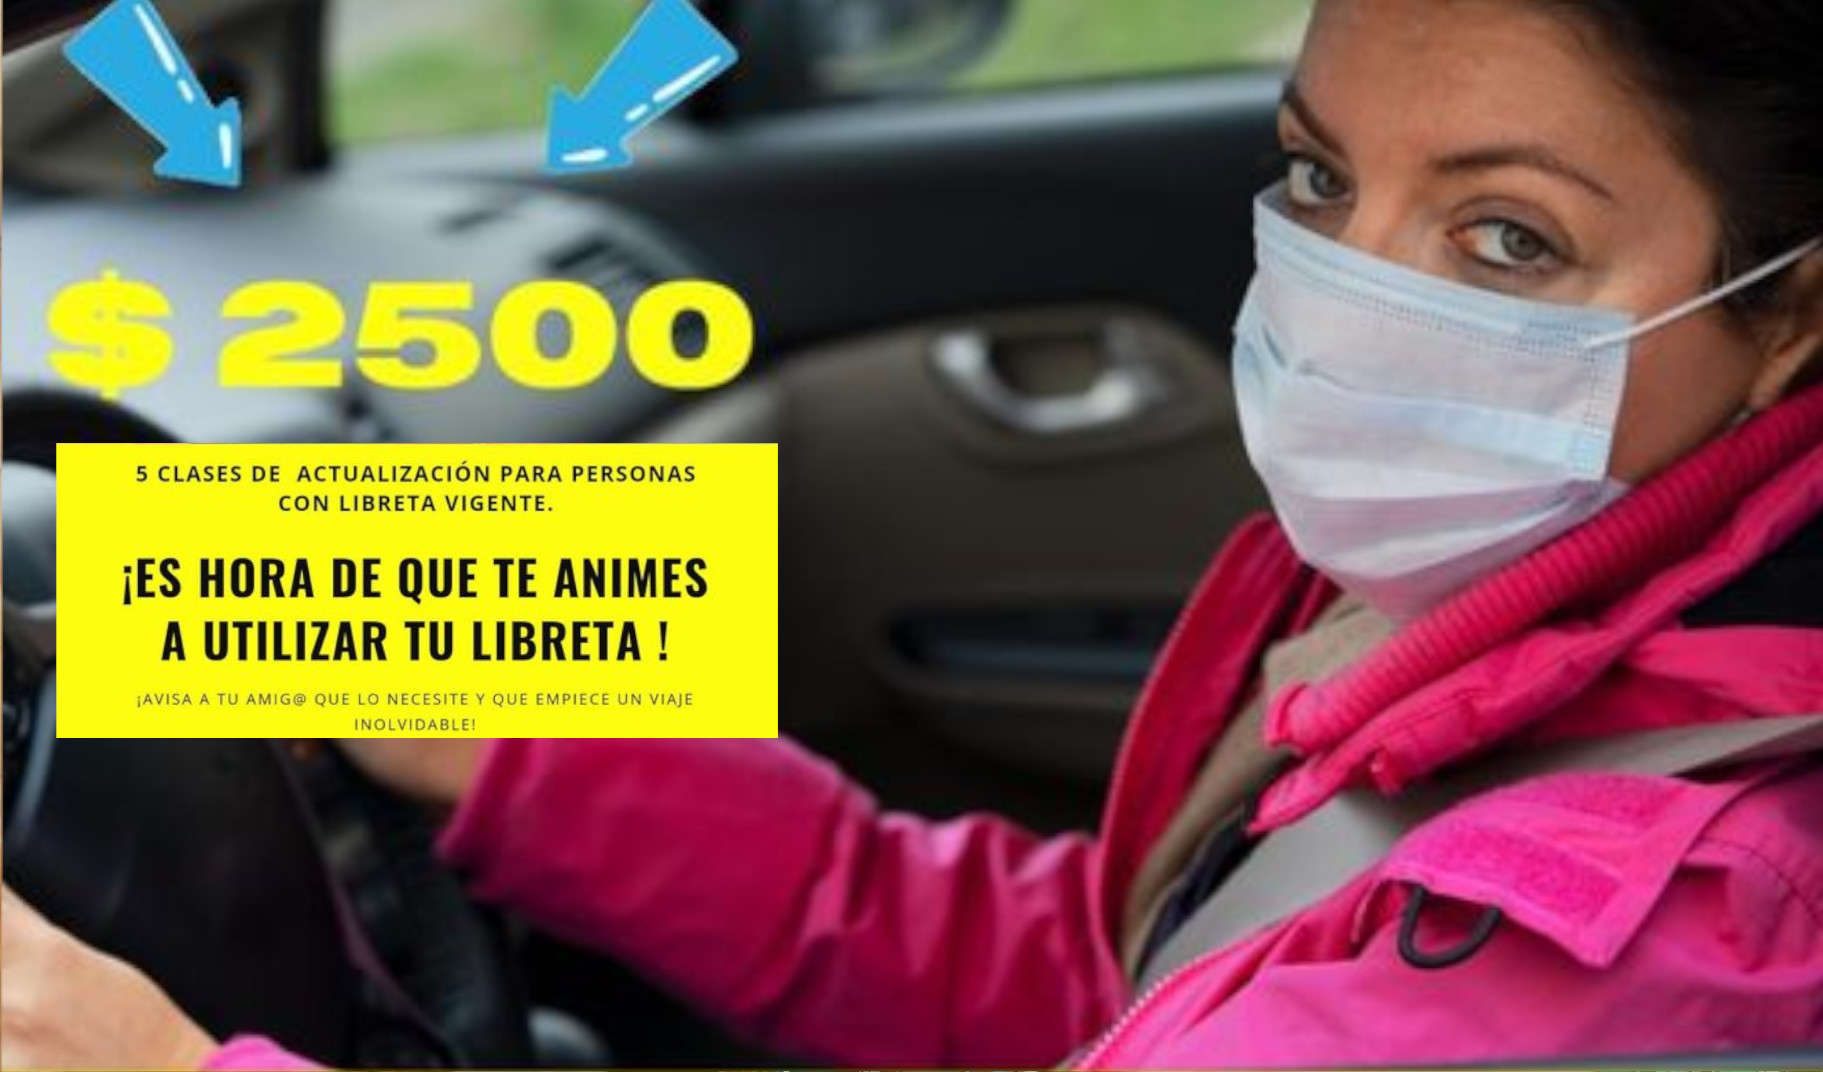 $ 2500
5 CLASES DE ACTUALIZACIÓN PARA PERSONAS
CON LIBRETA VIGENTE.
¡ES HORA DE QUE TE ANIMES
A UTILIZAR TU LIBRETA !
¡AVISA A TU AMIG@ QUE LO NECESITE Y QUE EMPIECE UN VIAJE
INOLVIDABLE!